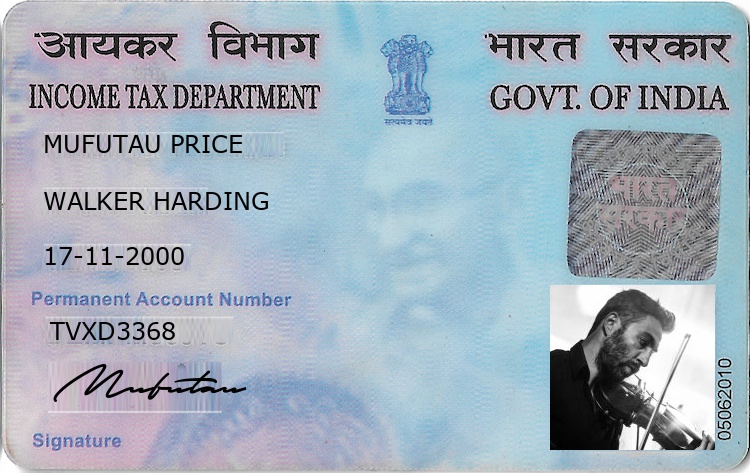 आयकर विभाग
भारत सरकार
INCOME TAX DEPARTMENT
GOVT. OF INDIA
सत्यमेव जयते
MUFUTAU PRICE
WALKER HARDING
17-11-2000
भारत
सरकार
Permanent Account Number
TVXD3368
Mufutau
Signature
05062010